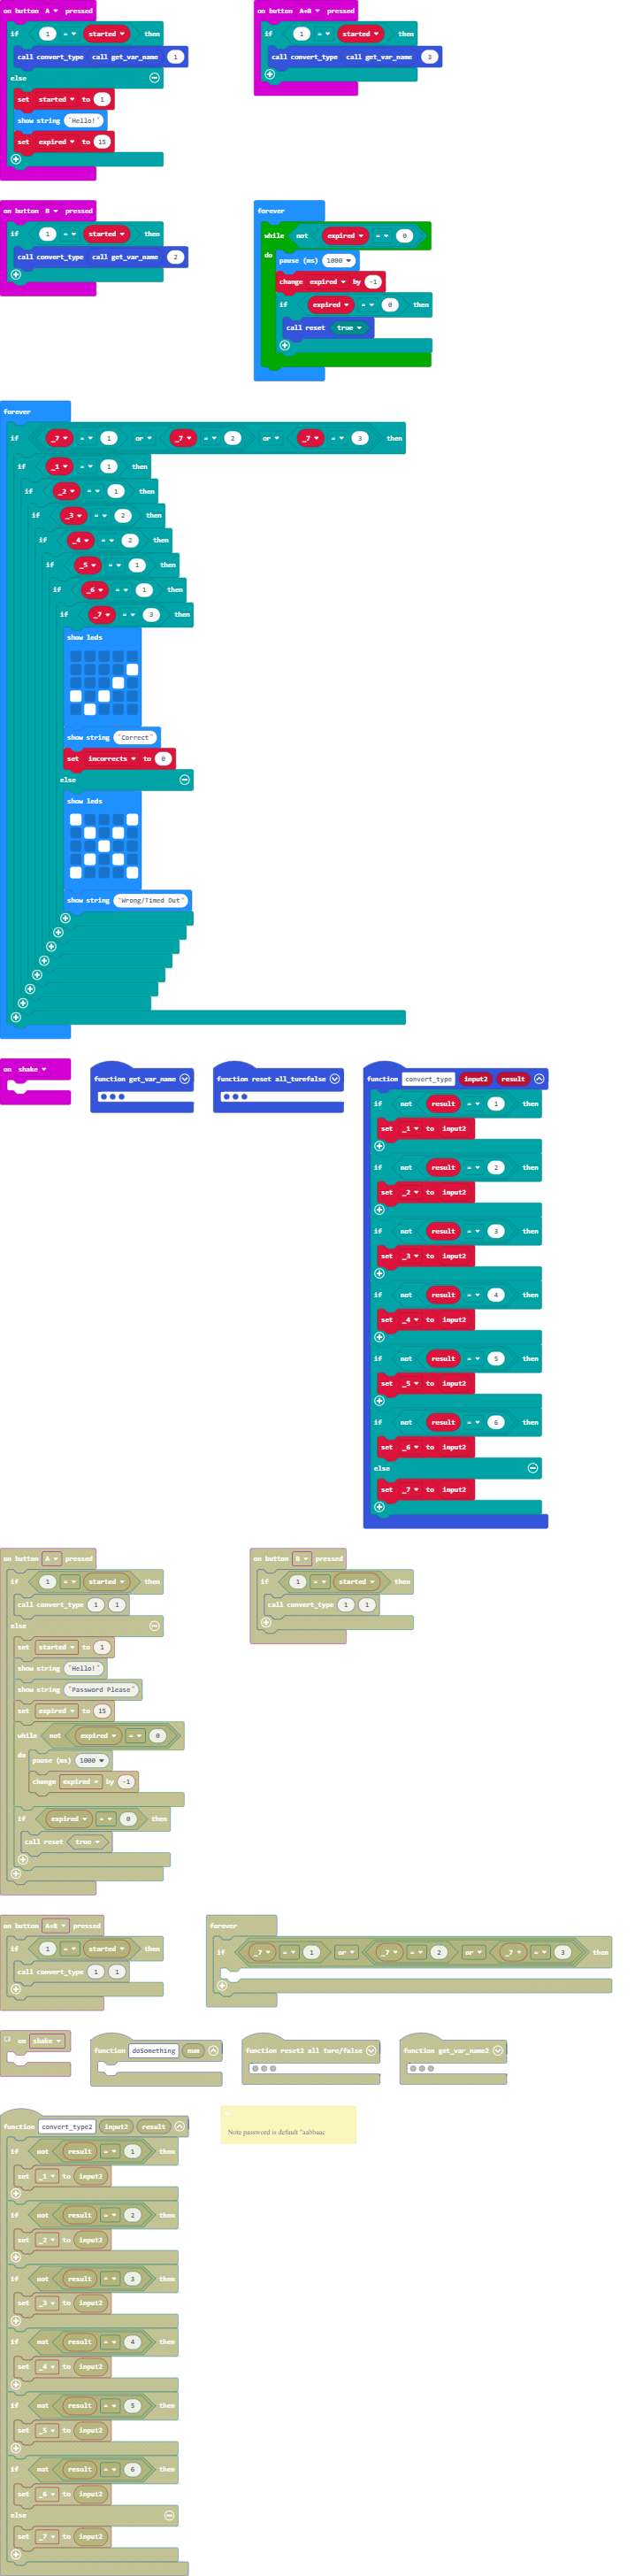 on button A pressed
if 1 = started then
call convert_type call get_var_name 1
else
set started to 1
show string "Hello!"
set expired to 15
on button A+B pressed
if 1 = started then
call convert_type call get_var_name 3
on button B pressed
if 1 = started then
call convert_type call get_var_name 2
forever
while not expired = 0
do
pause (ms) 1000
change expired by -1
if expired = 0 then
call reset true
forever
if _7 = 1 or _7 = 2 or _7 = 3 then
if _1 = 1 then
if _2 = 1 then
if _3 = 2 then
if _4 = 2 then
if _5 = 1 then
if _6 = 1 then
if _7 = 3 then
show leds
show string "Correct"
set incorrects to 0
else
show leds
show string "Wrong/Timed Out"
on shake
function get_var_name
function reset all_turefalse
function convert_type input2 result
if not result = 1 then
set _1 to input2
if not result = 2 then
set _2 to input2
if not result = 3 then
set _3 to input2
if not result = 4 then
set _4 to input2
if not result = 5 then
set _5 to input2
if not result = 6 then
set _6 to input2
else
set _7 to input2
on button A pressed
if 1 = started then
call convert_type 1 1
else
set started to 1
show string "Hello!"
show string "Password Please"
set expired to 15
while not expired = 0
do
pause (ms) 1000
change expired by -1
if expired = 0 then
call reset true
on button B pressed
if 1 = started then
call convert_type 1 1
on button A+B pressed
if 1 = started then
call convert_type 1 1
forever
if _7 = 1 or _7 = 2 or _7 = 3 then
on shake
function doSomething num
function reset2 all ture/false
function get_var_name2
function convert_type2 input2 result
if not result = 1 then
set _1 to input2
if not result = 2 then
set _2 to input2
if not result = 3 then
set _3 to input2
if not result = 4 then
set _4 to input2
if not result = 5 then
set _5 to input2
if not result = 6 then
set _6 to input2
else
set _7 to input2
Note password is default "aabbaac